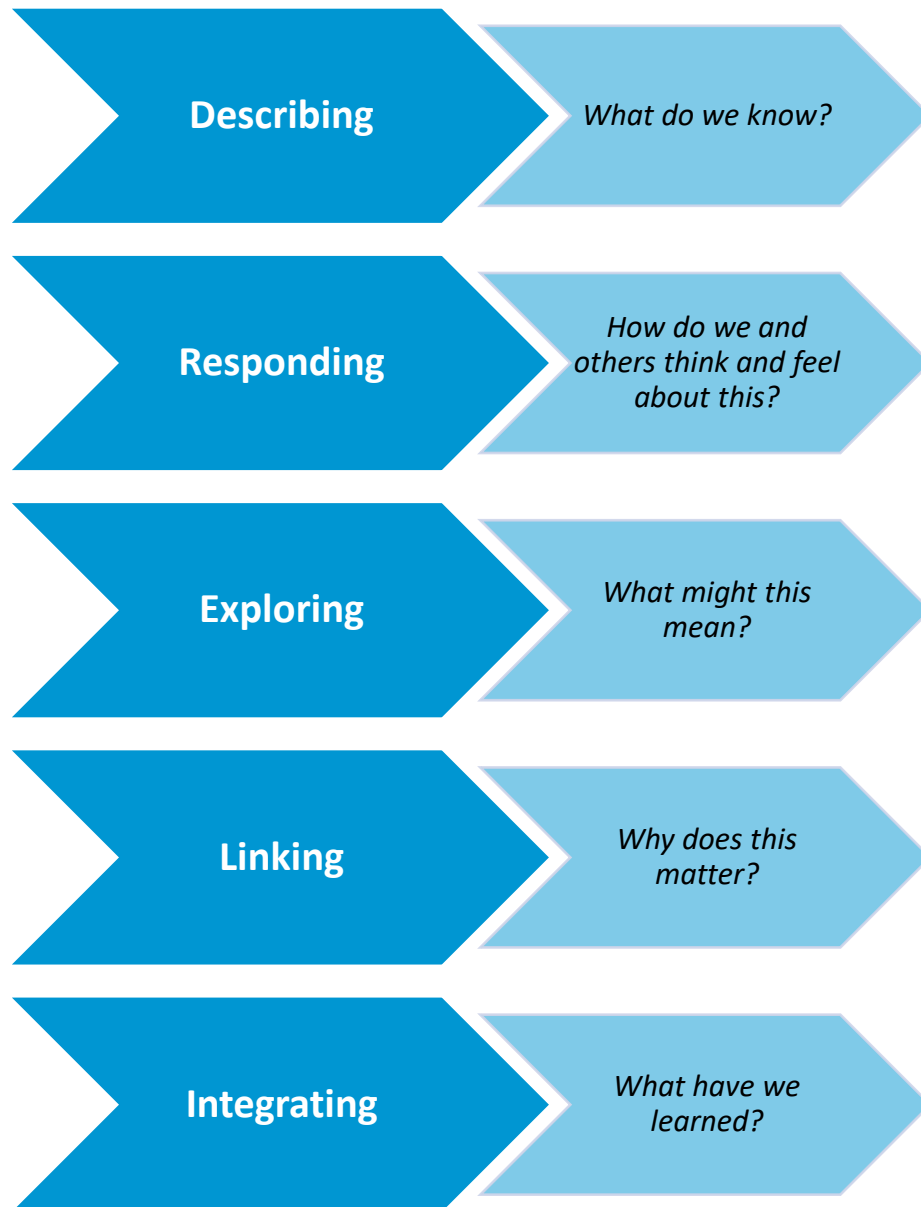 Describing
What do we know?
Responding
How do we and
others think and feel
about this?
Exploring
What might this
mean?
Linking
Why does this
matter?
Integrating
What have we
learned?